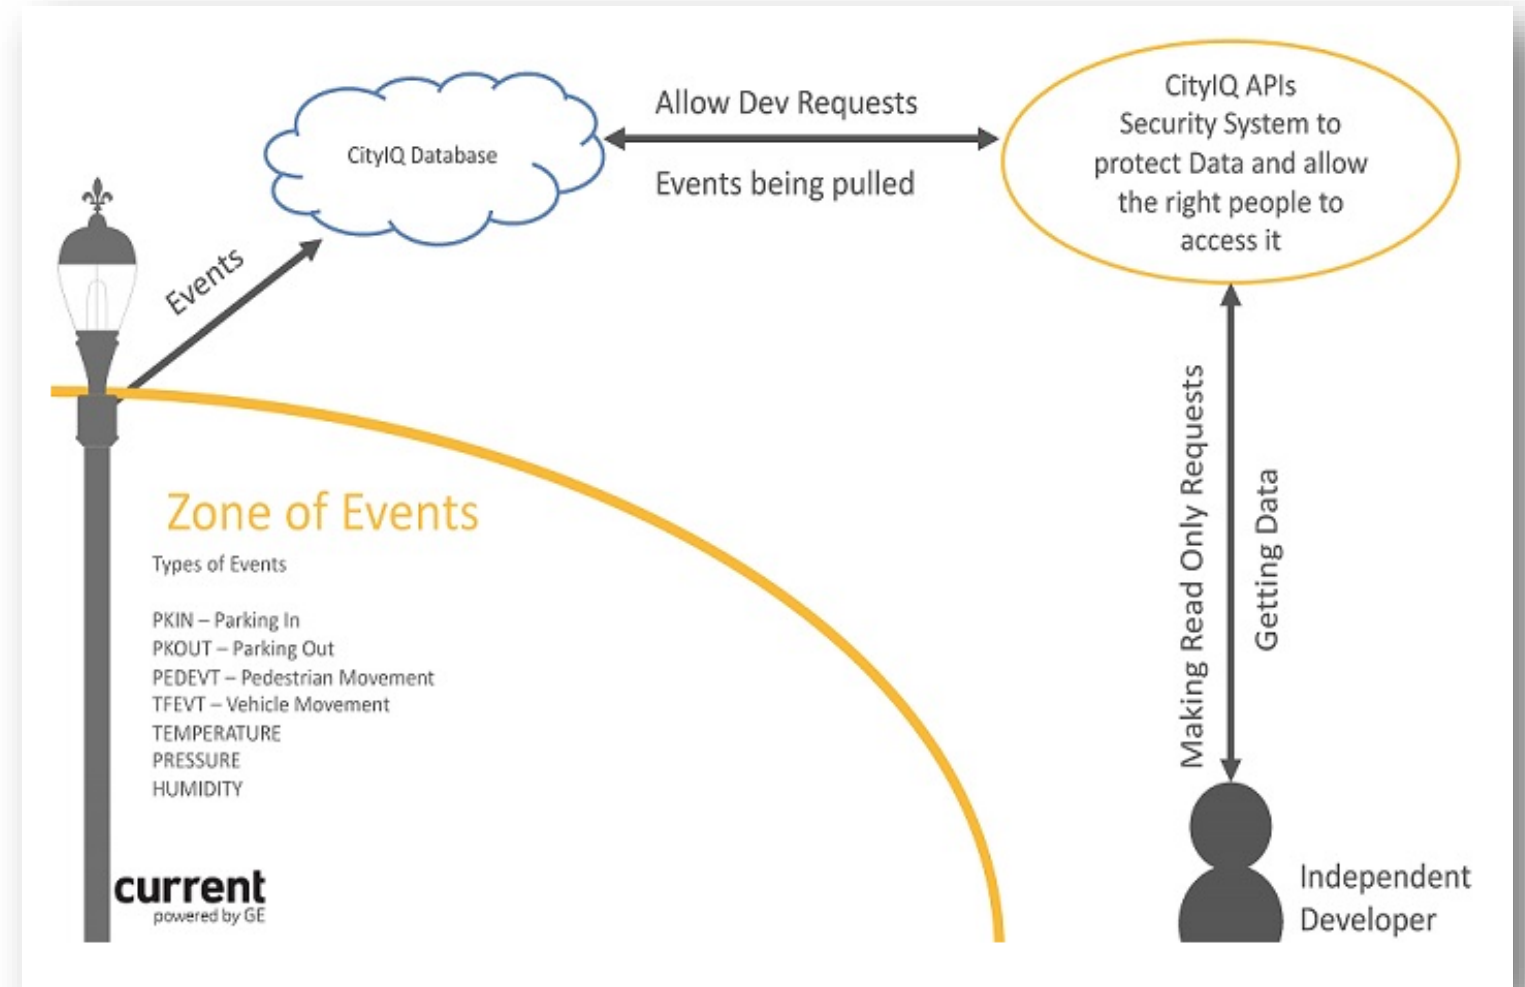 CityIQ Database
Allow Dev Requests
Events being pulled
CityIQ APIs
Security System to
protect Data and allow
the right people to
access it
Events
Zone of Events
Types of Events
PKIN – Parking In
PKOUT – Parking Out
PEDEVT – Pedestrian Movement
TFEVT – Vehicle Movement
TEMPERATURE
PRESSURE
HUMIDITY
current
powered by GE
Making Read Only Requests
Getting Data
Independent
Developer